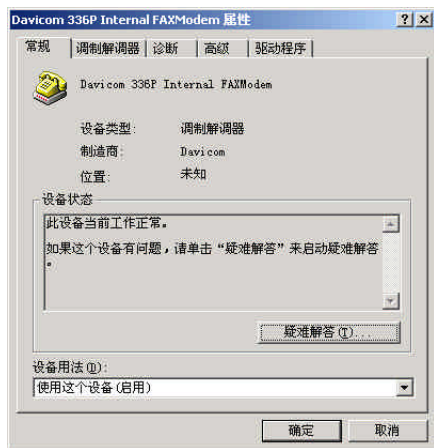 Davicom 336P Internal FAXModem 属性
常规 调制解调器 诊断 高级 驱动程序
Davicom 336P Internal FAXModem
设备类型: 调制解调器
制造商: Davicom
位置: 未知
设备状态
此设备当前工作正常。
如果这个设备有问题，请单击“疑难解答”来启动疑难解答
。
疑难解答(T)...
设备用法(D):
使用这个设备(启用)
确定 取消